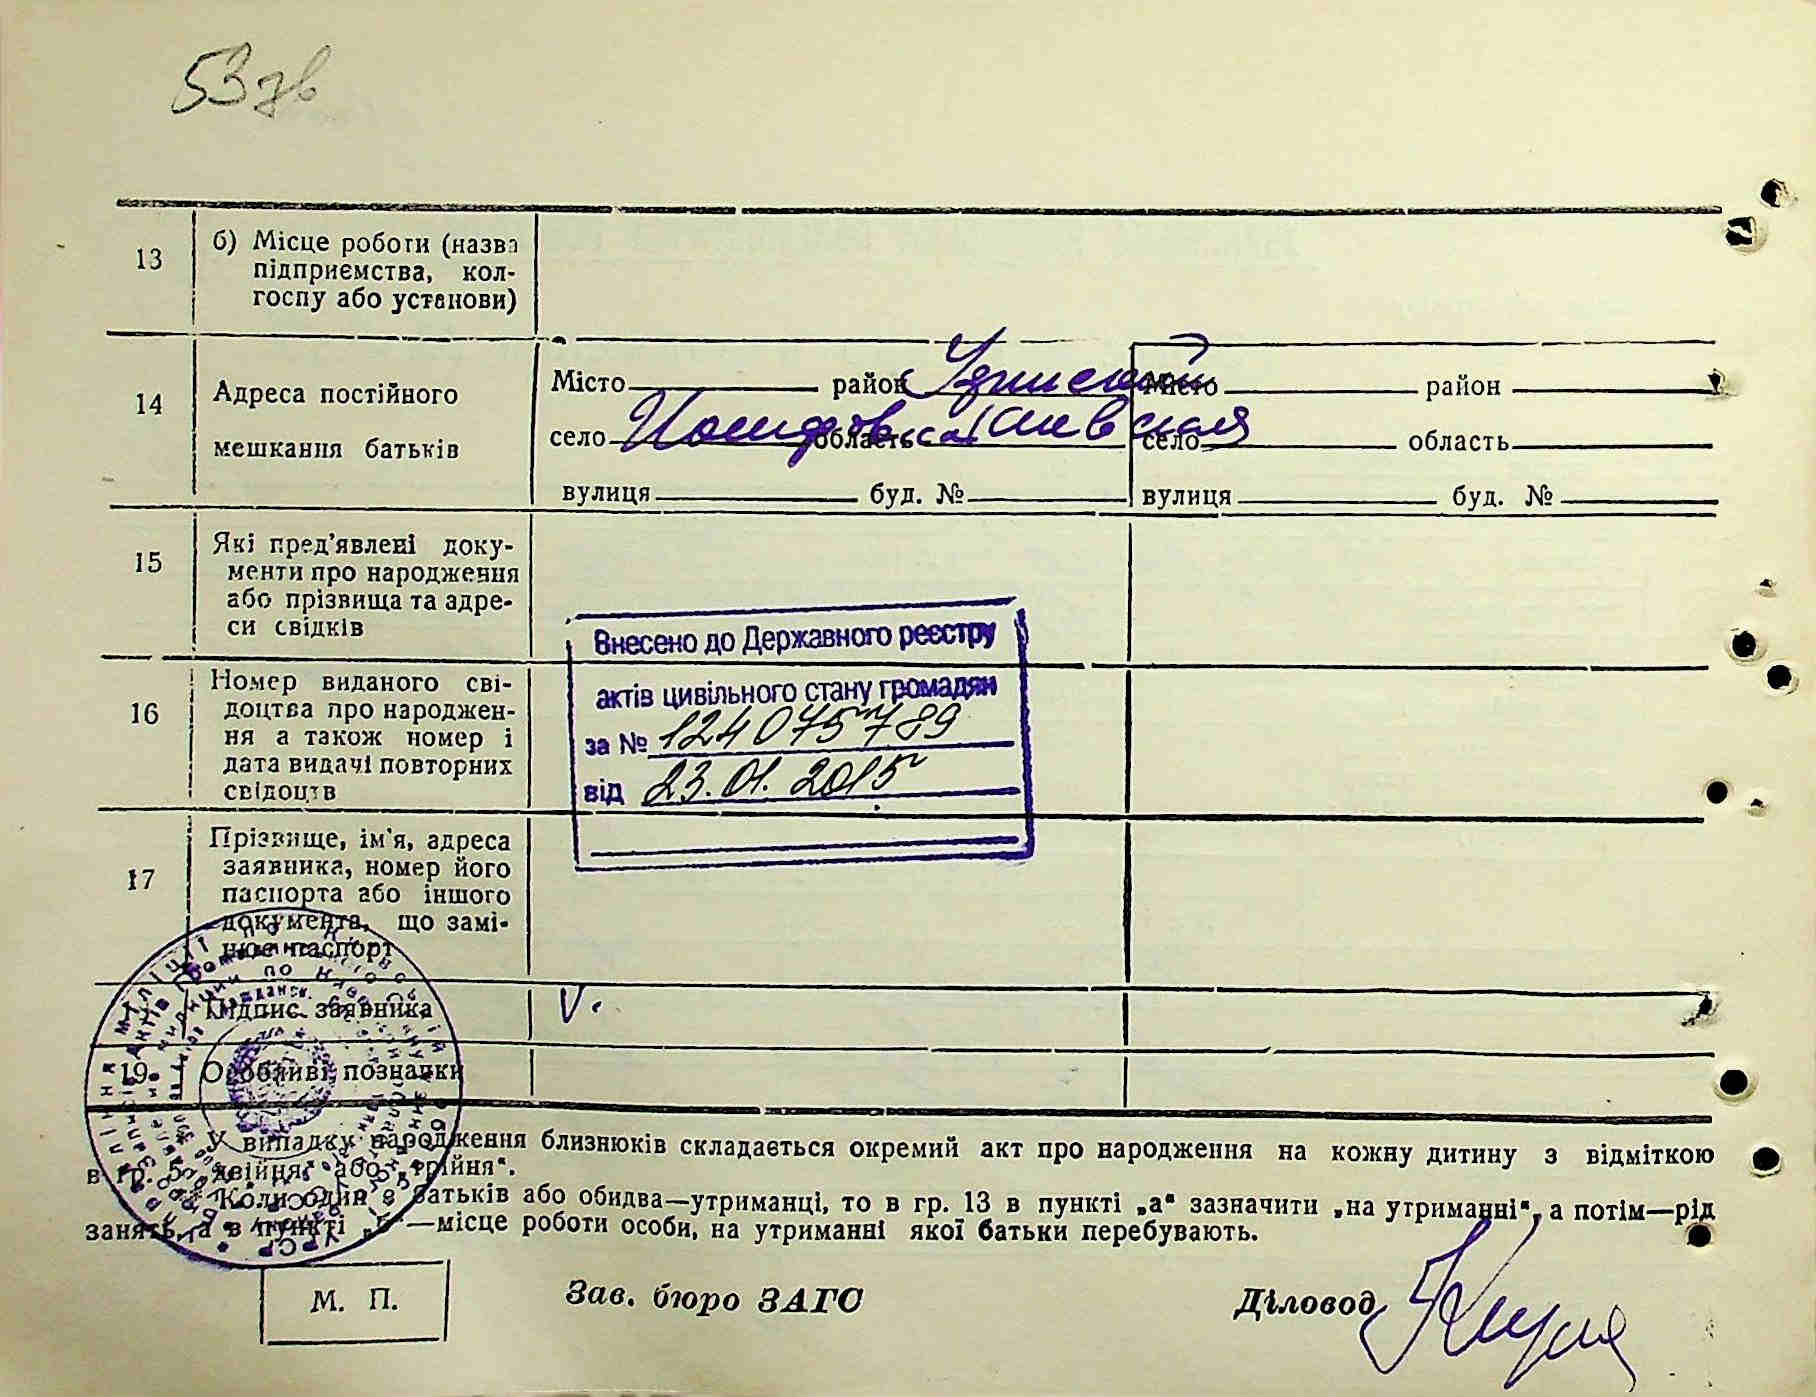 53
13
б) Місце роботи (назва
підприємства, кол-
госпу або установи)
14
Адреса постійного
мешкання батьків
Місто район Місто район
село область Киевская село область
вулиця буд. № вулиця буд. №
15
Які пред'явлені доку-
менти про народження
або прізвища та адре-
си свідків
Внесено до Державного реєстру
актів цивільного стану громадян
за № 124075789
від 23.01.2015
16
Номер виданого сві-
доцтва про народжен-
ня а також номер і
дата видачі повторних
свідоцтв
17
Прізвище, ім'я, адреса
заявника, номер його
паспорта або іншого
документа, що замі-
нює паспорт
Підпис заявника
V.
19. Особливі позначки
У випадку народження близнюків складається окремий акт про народження на кожну дитину з відміткою
в гр. 5 „двійня“ або „трійня“.
Коли один з батьків або обидва—утриманці, то в гр. 13 в пункті „а“ зазначити „на утриманні“, а потім—рід
занять, а в пункті „б“—місце роботи особи, на утриманні якої батьки перебувають.
М. П.
Зав. бюро ЗАГС
Діловод